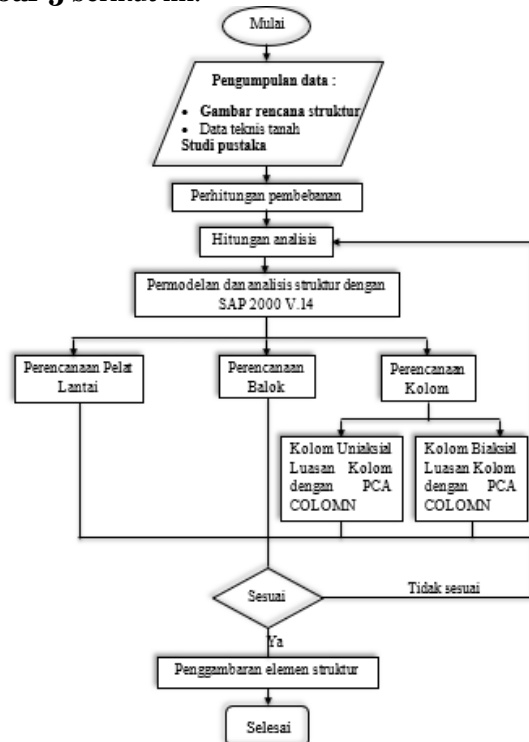 Mulai
Pengumpulan data :
• Gambar rencana struktur
• Data teknis tanah
Studi pustaka
Perhitungan pembebanan
Hitungan analisis
Permodelan dan analisis struktur dengan
SAP 2000 V.14
Perencanaan Pelat
Lantai
Perencanaan
Balok
Perencanaan
Kolom
Kolom Uniaksial
Luasan Kolom
dengan PCA
COLOMN
Kolom Biaksial
Luasan Kolom
dengan PCA
COLOMN
Sesuai
Tidak sesuai
Ya
Penggambaran elemen struktur
Selesai